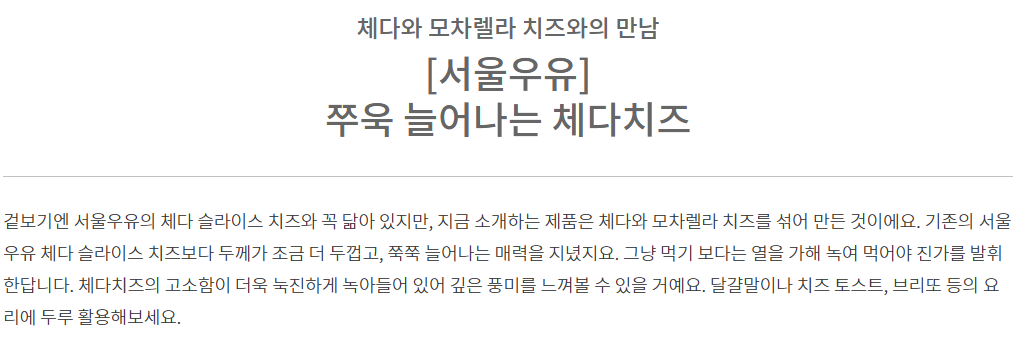 체다와 모차렐라 치즈와의 만남
[서울우유]
쭈욱 늘어나는 체다치즈
겉보기엔 서울우유의 체다 슬라이스 치즈와 꼭 닮아 있지만, 지금 소개하는 제품은 체다와 모차렐라 치즈를 섞어 만든 것이에요. 기존의 서울
우유 체다 슬라이스 치즈보다 두께가 조금 더 두껍고, 쭉쭉 늘어나는 매력을 지녔지요. 그냥 먹기 보다는 열을 가해 녹여 먹어야 진가를 발휘
한답니다. 체다치즈의 고소함이 더욱 눅진하게 녹아들어 있어 깊은 풍미를 느껴볼 수 있을 거예요. 달걀말이나 치즈 토스트, 브리또 등의 요
리에 두루 활용해보세요.